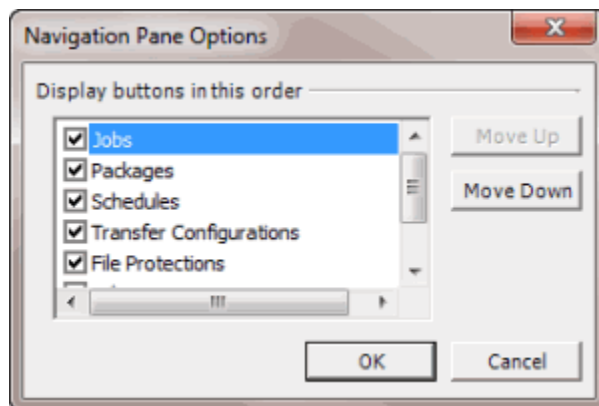 Navigation Pane Options
Display buttons in this order
Jobs
Move Up
Packages
Move Down
Schedules
Transfer Configurations
File Protections
OK
Cancel